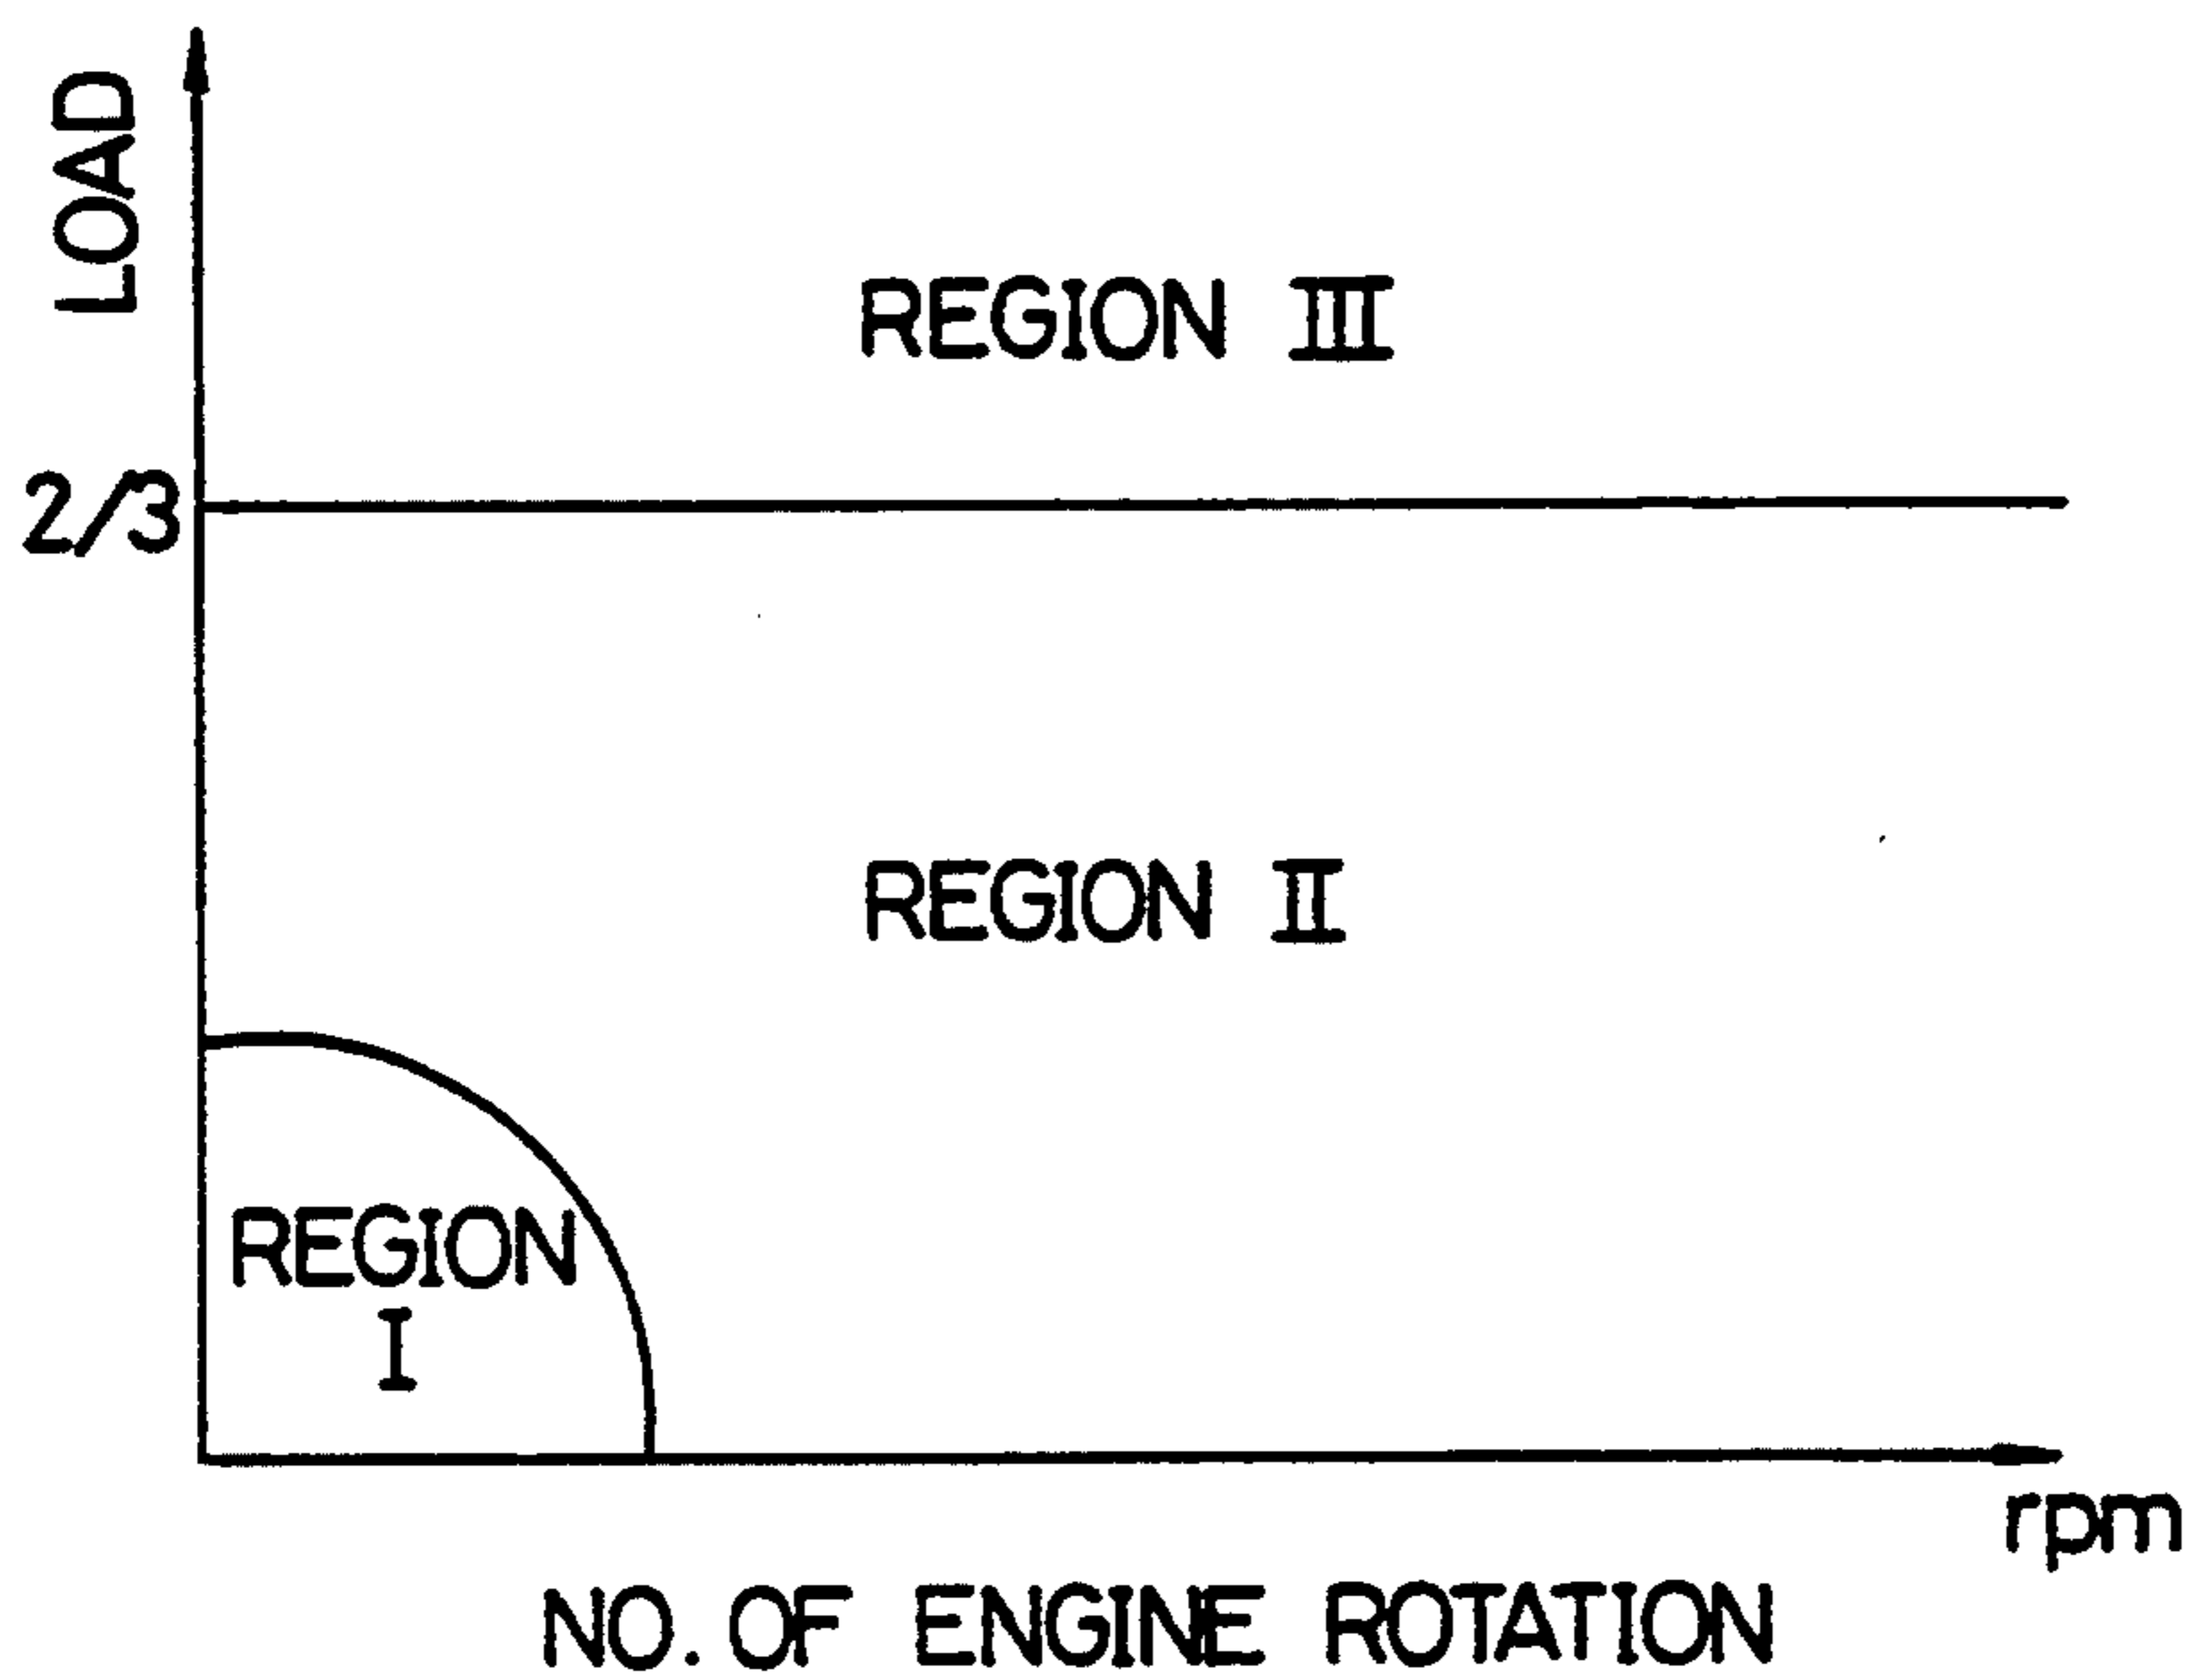 LOAD
REGION III
2/3
REGION II
REGION
I
rpm
NO. OF ENGINE ROTATION